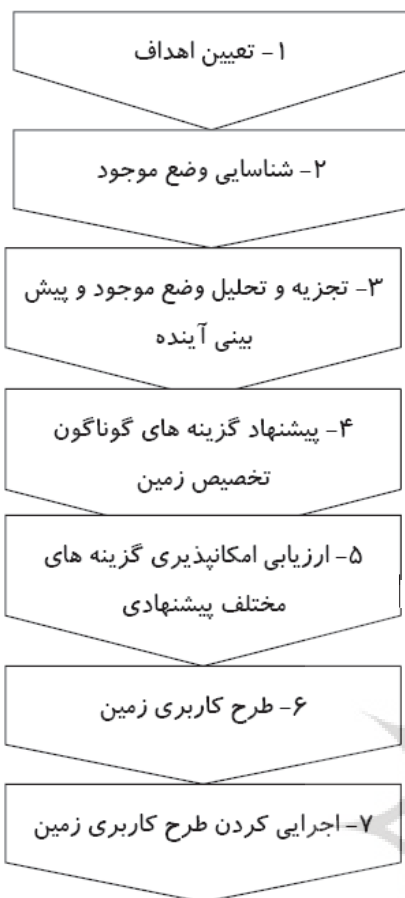 ۱- تعیین اهداف
۲- شناسایی وضع موجود
۳- تجزیه و تحلیل وضع موجود و پیش
بینی آینده
۴- پیشنهاد گزینه های گوناگون
تخصیص زمین
۵- ارزیابی امکانپذیری گزینه های
مختلف پیشنهادی
۶- طرح کاربری زمین
۷- اجرایی کردن طرح کاربری زمین